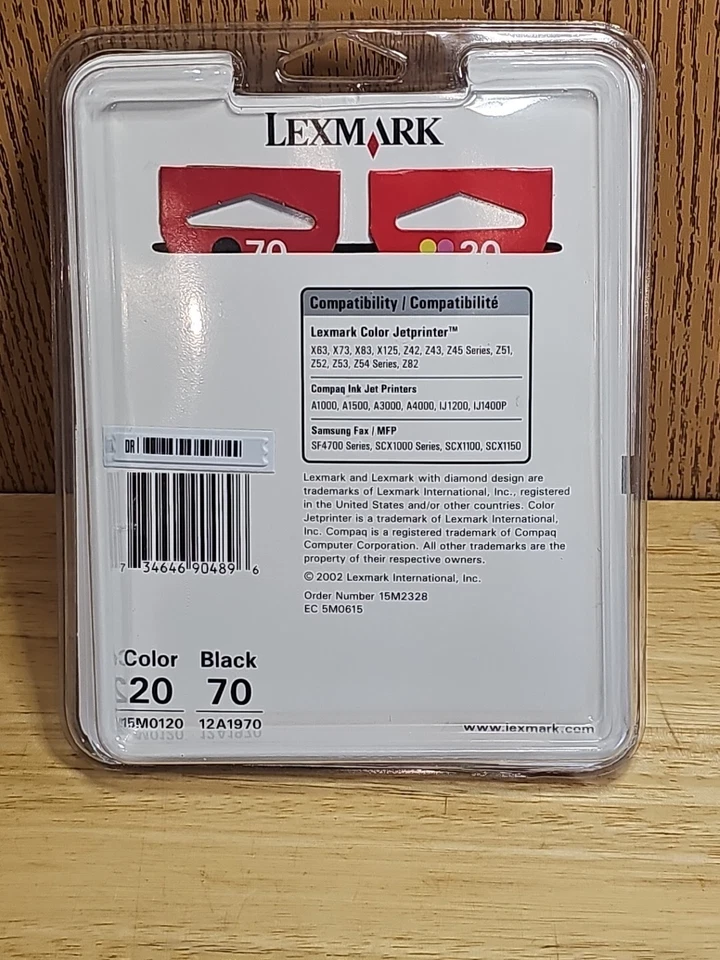 LEXMARK
70
20
Compatibility / Compatibilité
Lexmark Color Jetprinter™
X63, X73, X83, X125, Z42, Z43, Z45 Series, Z51,
Z52, Z53, Z54 Series, Z82
Compaq Ink Jet Printers
A1000, A1500, A3000, A4000, IJ1200, IJ1400P
Samsung Fax / MFP
SF4700 Series, SCX1000 Series, SCX1100, SCX1150
DR
Lexmark and Lexmark with diamond design are
trademarks of Lexmark International, Inc., registered
in the United States and/or other countries. Color
Jetprinter is a trademark of Lexmark International,
Inc. Compaq is a registered trademark of Compaq
Computer Corporation. All other trademarks are the
property of their respective owners.
© 2002 Lexmark International, Inc.
Order Number 15M2328
EC 5M0615
7 34646 90489 6
Color Black
20 70
15M0120 12A1970
www.lexmark.com